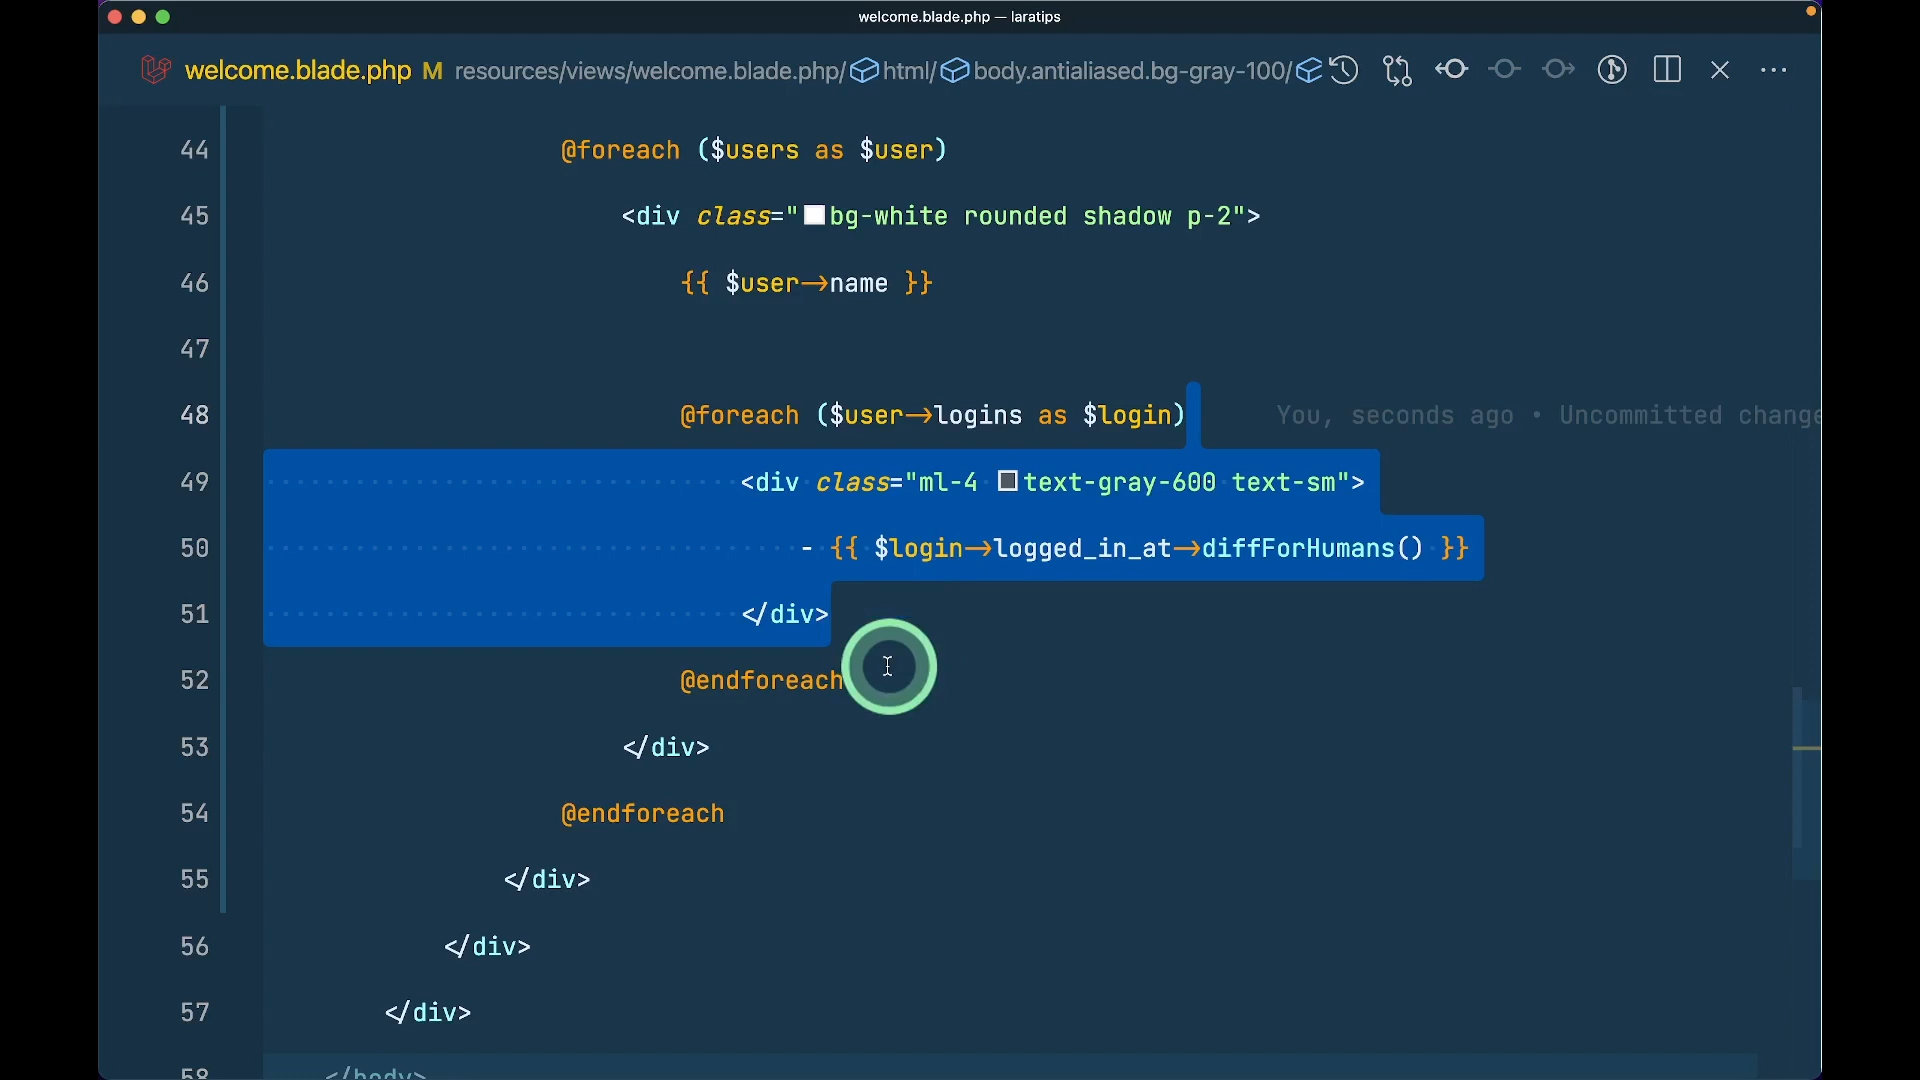 welcome.blade.php — laratips
welcome.blade.php M resources/views/welcome.blade.php/ html/ body.antialiased.bg-gray-100/
44 @foreach ($users as $user)
45 <div class="bg-white rounded shadow p-2">
46 {{ $user->name }}
47
48 @foreach ($user->logins as $login) You, seconds ago • Uncommitted change
49 <div class="ml-4 text-gray-600 text-sm">
50 - {{ $login->logged_in_at->diffForHumans() }}
51 </div>
52 @endforeach
53 </div>
54 @endforeach
55 </div>
56 </div>
57 </div>
58 </body>